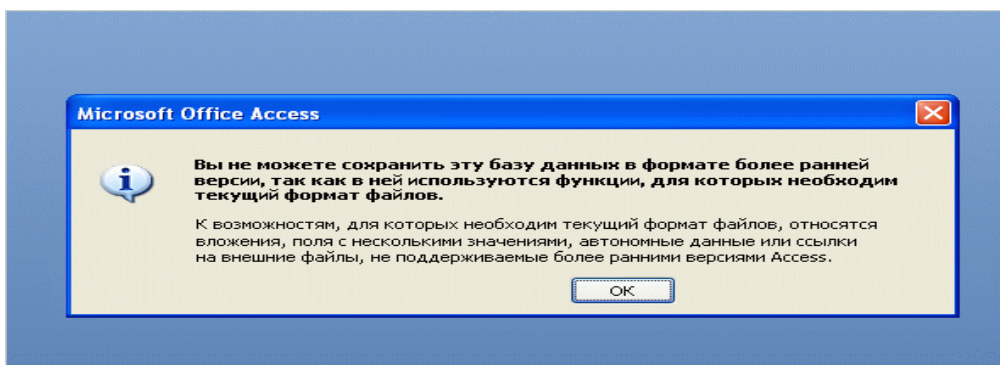 Microsoft Office Access
Вы не можете сохранить эту базу данных в формате более ранней
версии, так как в ней используются функции, для которых необходим
текущий формат файлов.
К возможностям, для которых необходим текущий формат файлов, относятся
вложения, поля с несколькими значениями, автономные данные или ссылки
на внешние файлы, не поддерживаемые более ранними версиями Access.
ОК